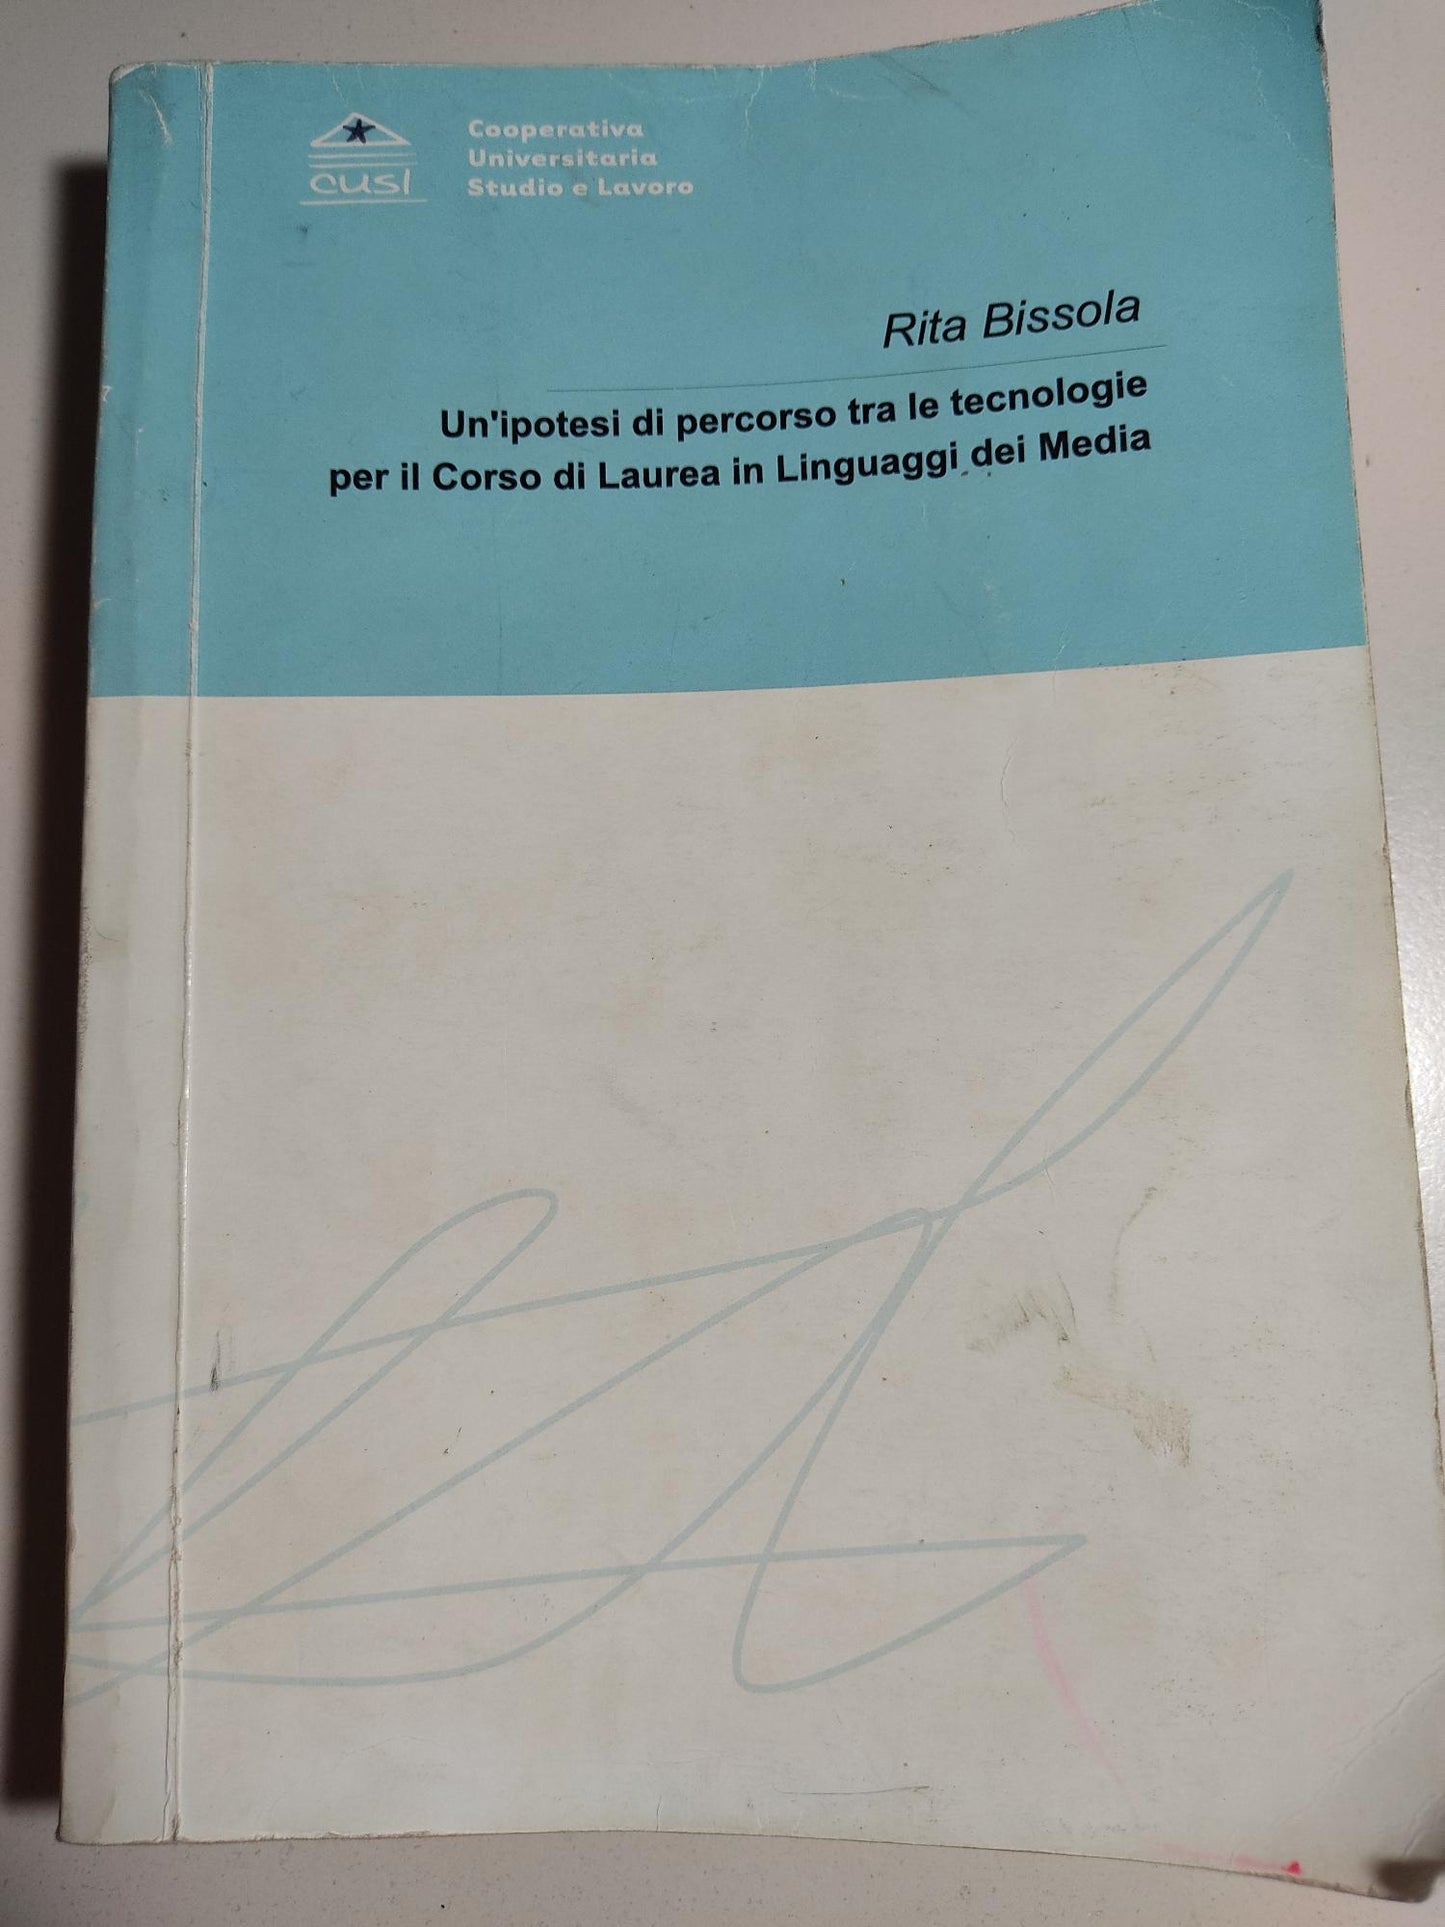 cusl
Cooperativa
Universitaria
Studio e Lavoro
Rita Bissola
Un'ipotesi di percorso tra le tecnologie
per il Corso di Laurea in Linguaggi dei Media